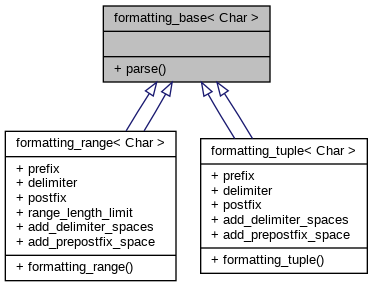 formatting_base< Char >
+ parse()
formatting_range< Char >
+ prefix
+ delimiter
+ postfix
+ range_length_limit
+ add_delimiter_spaces
+ add_prepostfix_space
+ formatting_range()
formatting_tuple< Char >
+ prefix
+ delimiter
+ postfix
+ add_delimiter_spaces
+ add_prepostfix_space
+ formatting_tuple()